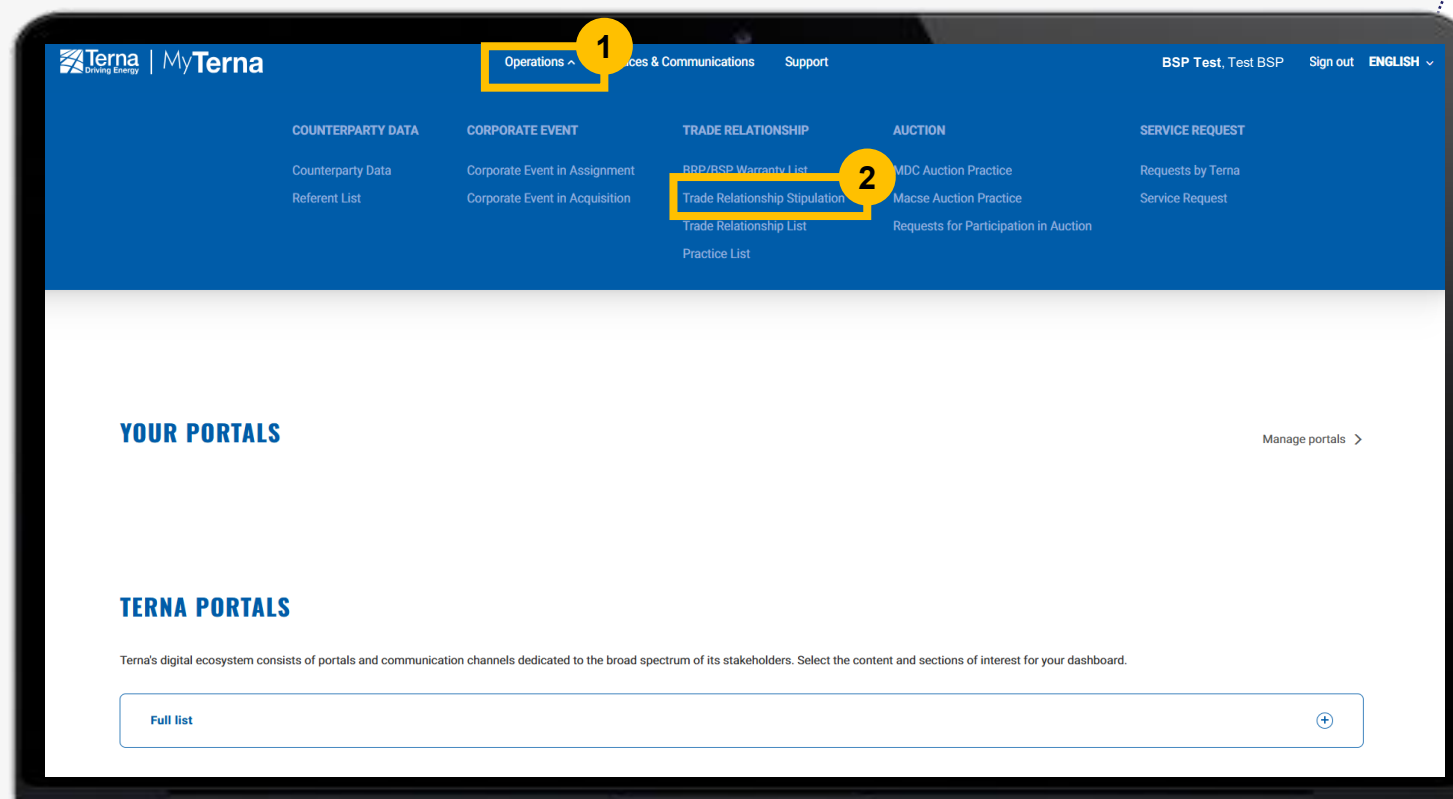 Terna Driving Energy | MyTerna
Operations 1 ces & Communications Support
BSP Test, Test BSP Sign out ENGLISH
COUNTERPARTY DATA
Counterparty Data
Referent List
CORPORATE EVENT
Corporate Event in Assignment
Corporate Event in Acquisition
TRADE RELATIONSHIP
BRP/BSP Warranty List
2
Trade Relationship Stipulation
Trade Relationship List
Practice List
AUCTION
MDC Auction Practice
Macse Auction Practice
Requests for Participation in Auction
SERVICE REQUEST
Requests by Terna
Service Request
YOUR PORTALS
Manage portals
TERNA PORTALS
Terna's digital ecosystem consists of portals and communication channels dedicated to the broad spectrum of its stakeholders. Select the content and sections of interest for your dashboard.
Full list